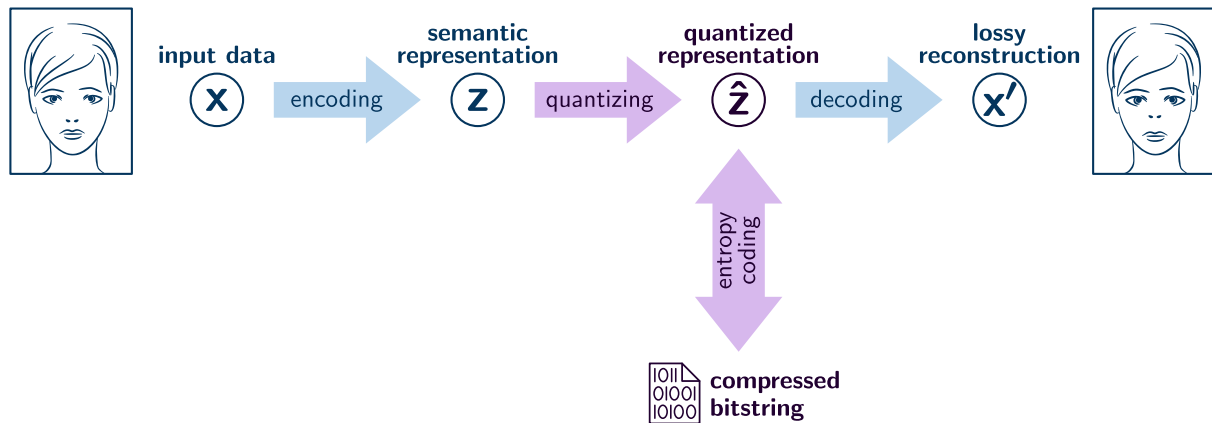 input data
x
encoding
semantic
representation
z
quantizing
quantized
representation
ẑ
decoding
lossy
reconstruction
x′
entropy
coding
1011
01001
10100
compressed
bitstring